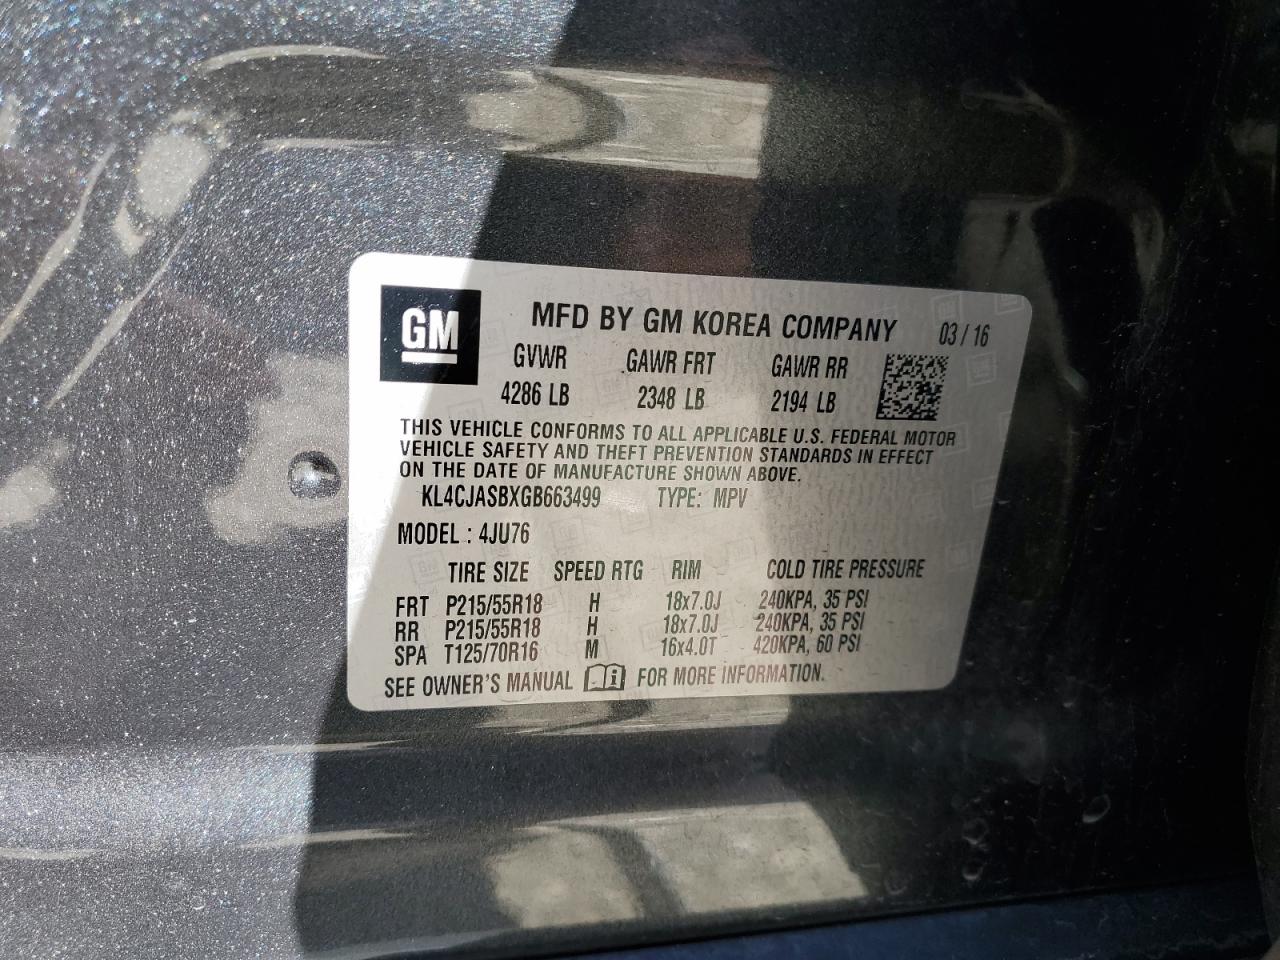 GM
MFD BY GM KOREA COMPANY 03 / 16
GVWR GAWR FRT GAWR RR
4286 LB 2348 LB 2194 LB
THIS VEHICLE CONFORMS TO ALL APPLICABLE U.S. FEDERAL MOTOR
VEHICLE SAFETY AND THEFT PREVENTION STANDARDS IN EFFECT
ON THE DATE OF MANUFACTURE SHOWN ABOVE.
KL4CJASBXGB663499 TYPE: MPV
MODEL : 4JU76
TIRE SIZE SPEED RTG RIM COLD TIRE PRESSURE
FRT P215/55R18 H 18x7.0J 240KPA, 35 PSI
RR P215/55R18 H 18x7.0J 240KPA, 35 PSI
SPA T125/70R16 M 16x4.0T 420KPA, 60 PSI
SEE OWNER'S MANUAL i FOR MORE INFORMATION.